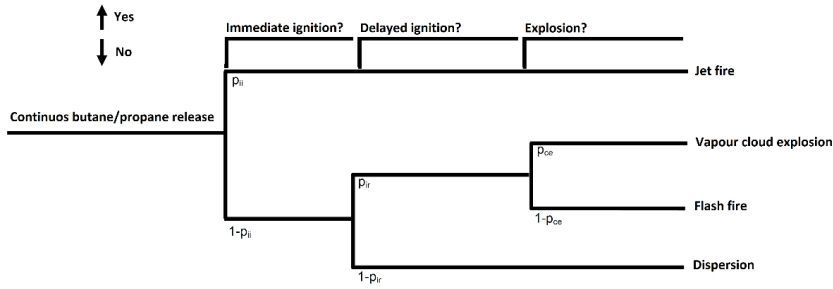 Yes
No
Immediate ignition? Delayed ignition? Explosion?
Jet fire
pii
Continuos butane/propane release
Vapour cloud explosion
pce
pir
Flash fire
1-pce
1-pii
Dispersion
1-pir